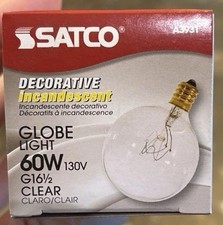 SATCO
A3931
DECORATIVE
Incandescent
Incandescente decorativo
Décoratifs à incandescence
GLOBE
LIGHT
60W 130V
G16½
CLEAR
CLARO/CLAIR